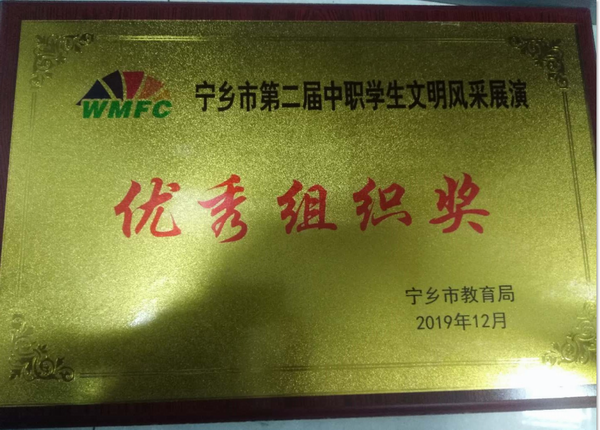 WMFC
宁乡市第二届中职学生文明风采展演
优秀组织奖
宁乡市教育局
2019年12月